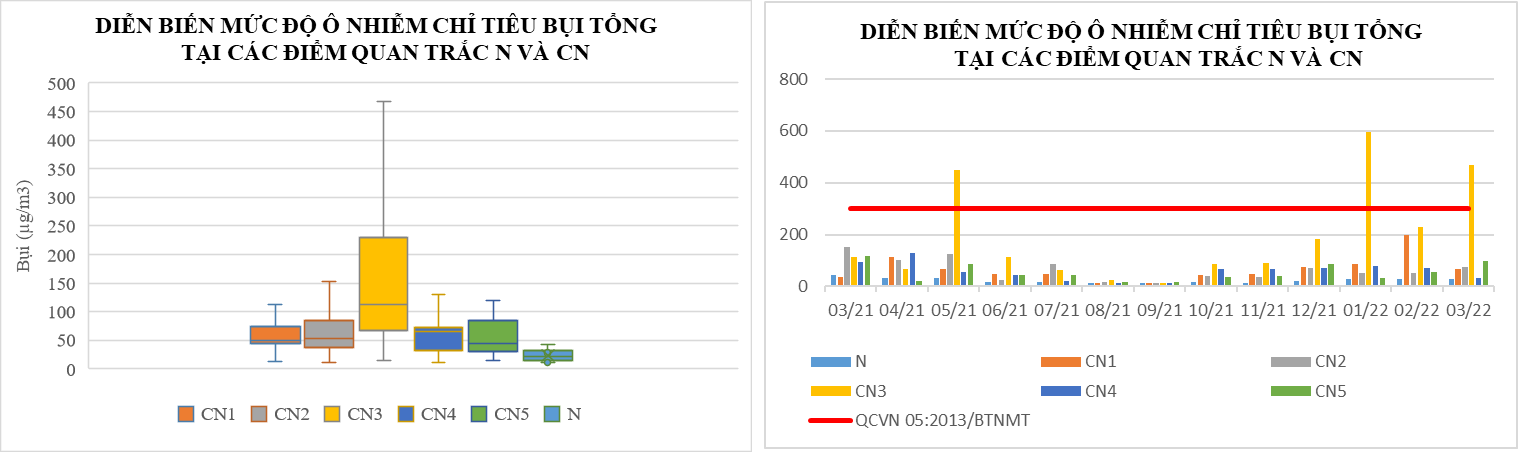 DIỄN BIẾN MỨC ĐỘ Ô NHIỄM CHỈ TIÊU BỤI TỔNG
TẠI CÁC ĐIỂM QUAN TRẮC N VÀ CN
500
450
400
350
300
250
200
150
100
50
0
Bụi (µg/m3)
CN1 CN2 CN3 CN4 CN5 N
DIỄN BIẾN MỨC ĐỘ Ô NHIỄM CHỈ TIÊU BỤI TỔNG
TẠI CÁC ĐIỂM QUAN TRẮC N VÀ CN
800
600
400
200
0
03/21 04/21 05/21 06/21 07/21 08/21 09/21 10/21 11/21 12/21 01/22 02/22 03/22
N CN1 CN2
CN3 CN4 CN5
QCVN 05:2013/BTNMT